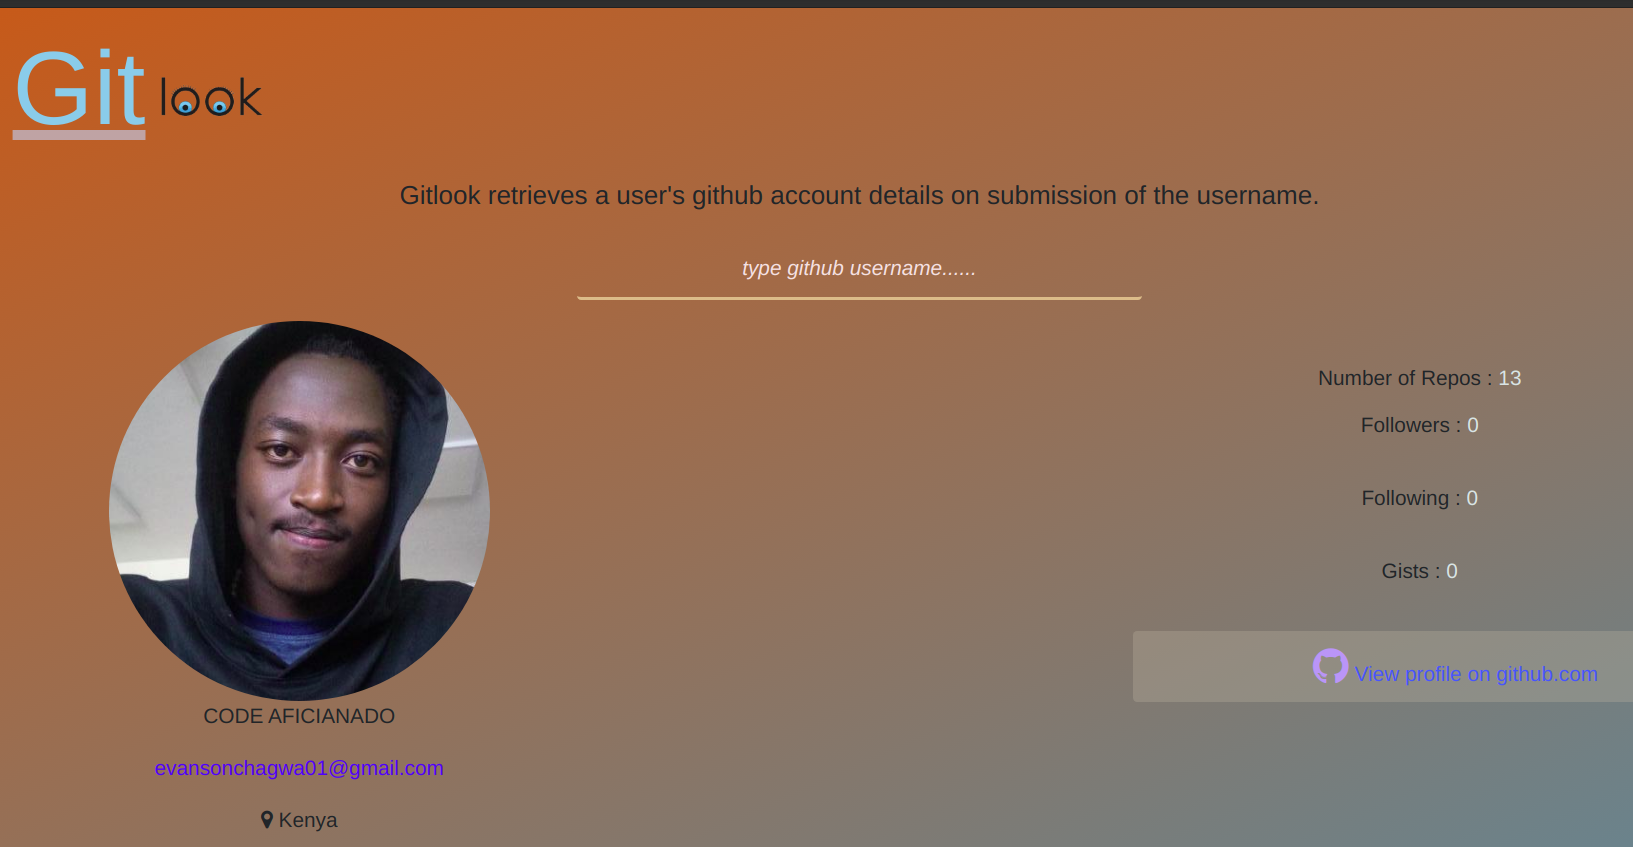 Git look
Gitlook retrieves a user's github account details on submission of the username.
type github username......
Number of Repos : 13
Followers : 0
Following : 0
Gists : 0
View profile on github.com
CODE AFICIANADO
evansonchagwa01@gmail.com
Kenya